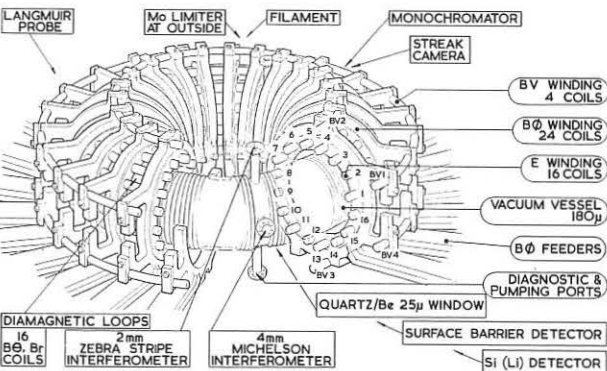 LANGMUIR
PROBE
Mo LIMITER
AT OUTSIDE
FILAMENT
MONOCHROMATOR
STREAK
CAMERA
BV WINDING
4 COILS
BØ WINDING
24 COILS
E WINDING
16 COILS
VACUUM VESSEL
180µ
BØ FEEDERS
DIAGNOSTIC &
PUMPING PORTS
BV2
7
6
5
4
3
2
BV1
8
1
9
10
11
12
16
15
14
13
BV3
BV4
QUARTZ/Be 25µ WINDOW
SURFACE BARRIER DETECTOR
Si (Li) DETECTOR
DIAMAGNETIC LOOPS
16
BΘ, Br
COILS
2mm
ZEBRA STRIPE
INTERFEROMETER
4mm
MICHELSON
INTERFEROMETER